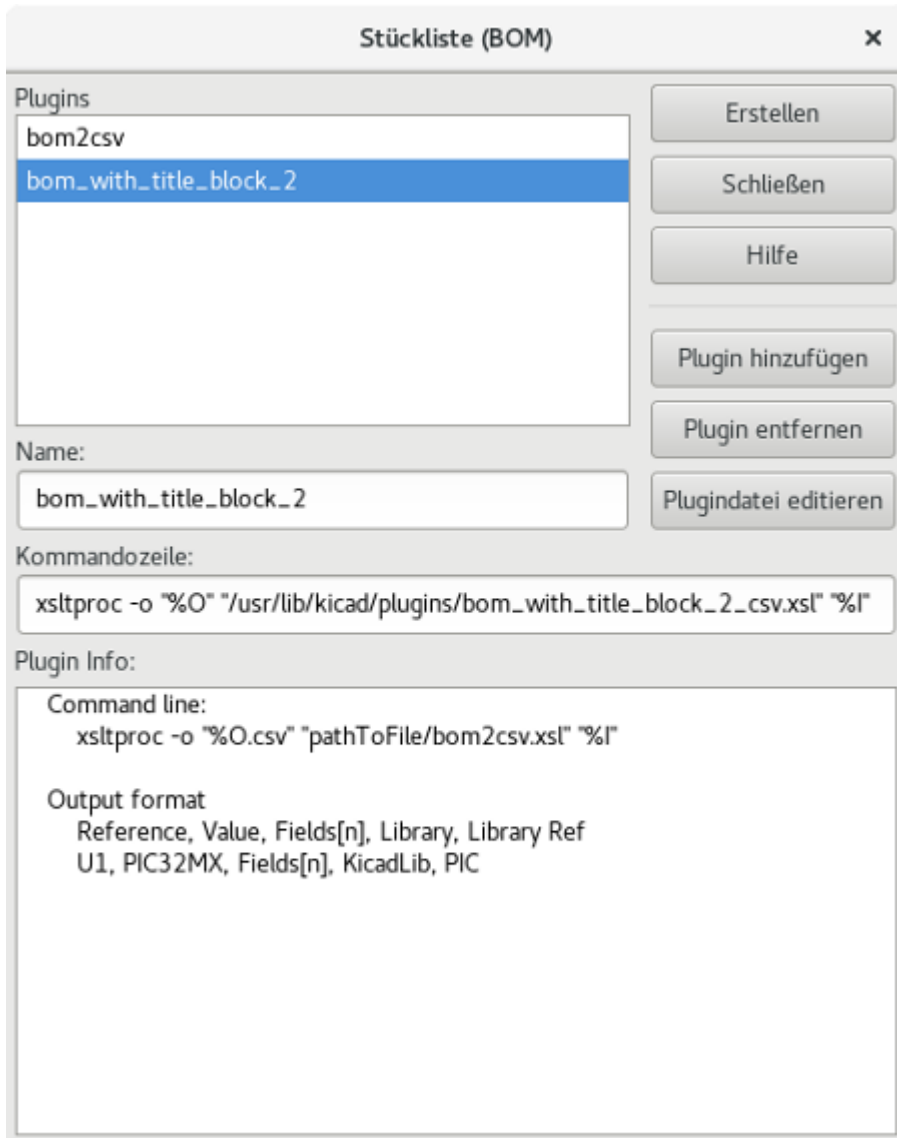 Stückliste (BOM)
Plugins
bom2csv
bom_with_title_block_2
Erstellen
Schließen
Hilfe
Plugin hinzufügen
Plugin entfernen
Plugindatei editieren
Name:
bom_with_title_block_2
Kommandozeile:
xsltproc -o "%O" "/usr/lib/kicad/plugins/bom_with_title_block_2_csv.xsl" "%I"
Plugin Info:
Command line:
xsltproc -o "%O.csv" "pathToFile/bom2csv.xsl" "%I"
Output format
Reference, Value, Fields[n], Library, Library Ref
U1, PIC32MX, Fields[n], KicadLib, PIC